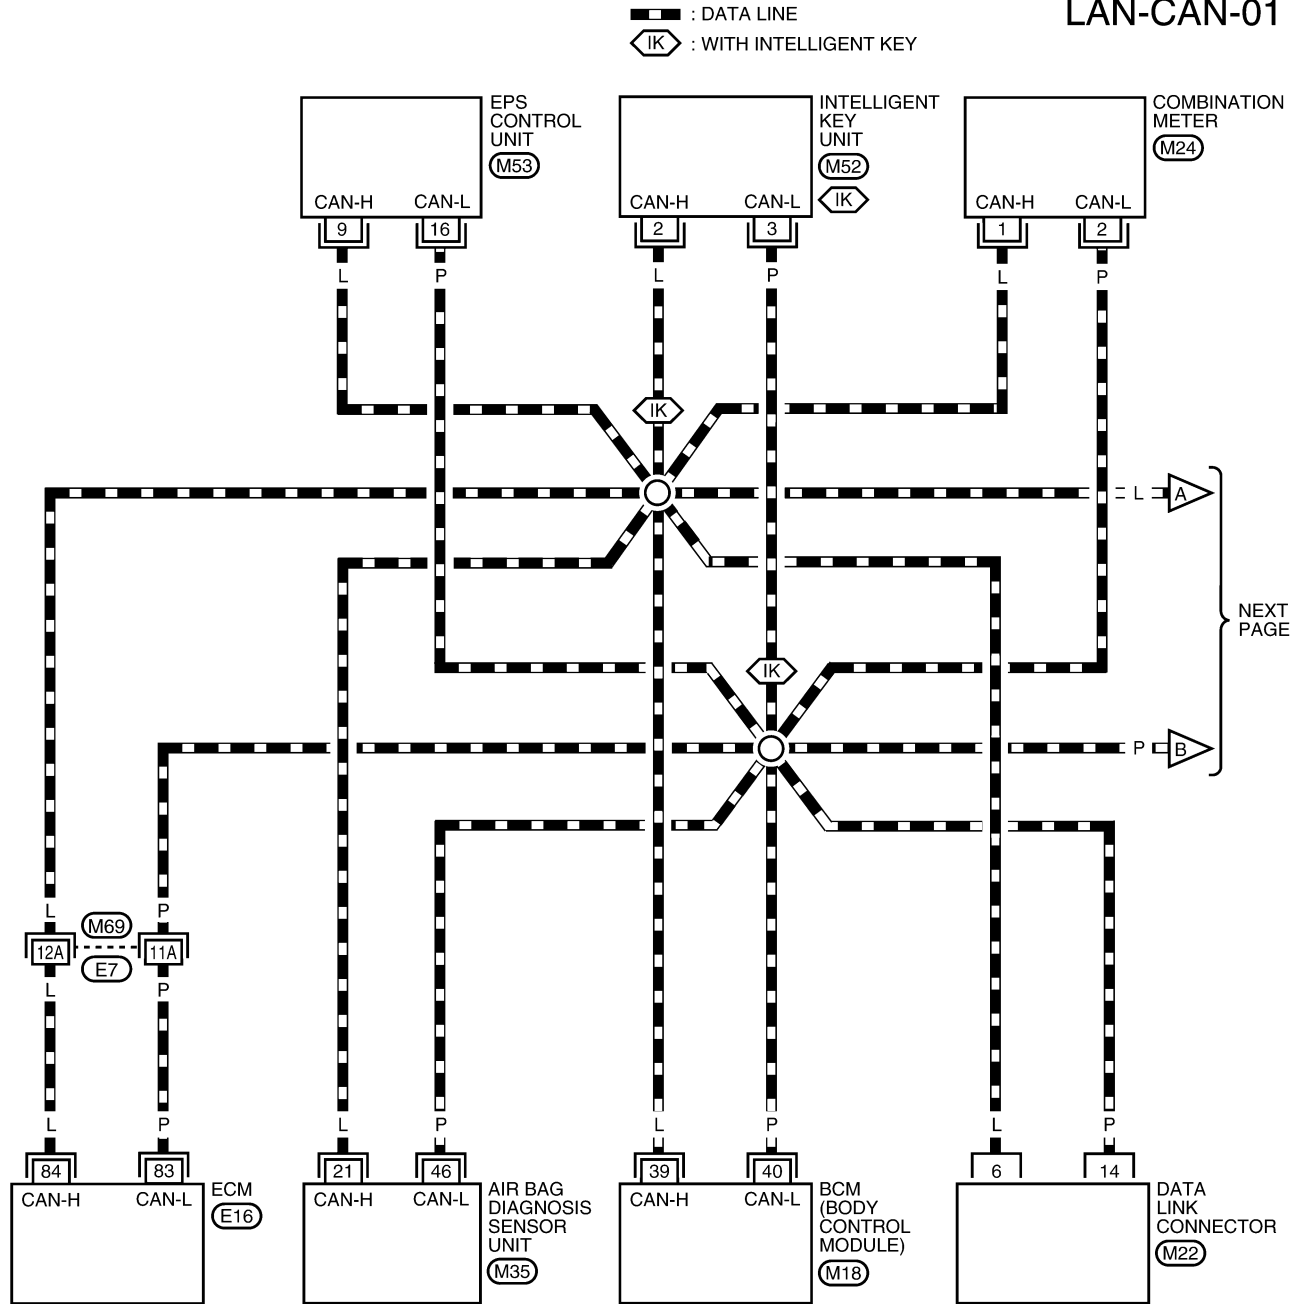 LAN-CAN-01
: DATA LINE
IK : WITH INTELLIGENT KEY
EPS
CONTROL
UNIT
M53
CAN-H CAN-L
9 16
L P
INTELLIGENT
KEY
UNIT
M52
IK
CAN-H CAN-L
2 3
L P
COMBINATION
METER
M24
CAN-H CAN-L
1 2
L P
IK
L A
NEXT
PAGE
IK
P B
L P
M69
12A 11A
E7
L P
L P
84 83
CAN-H CAN-L
ECM
E16
L P
21 46
CAN-H CAN-L
AIR BAG
DIAGNOSIS
SENSOR
UNIT
M35
L P
39 40
CAN-H CAN-L
BCM
(BODY
CONTROL
MODULE)
M18
L P
6 14
DATA
LINK
CONNECTOR
M22